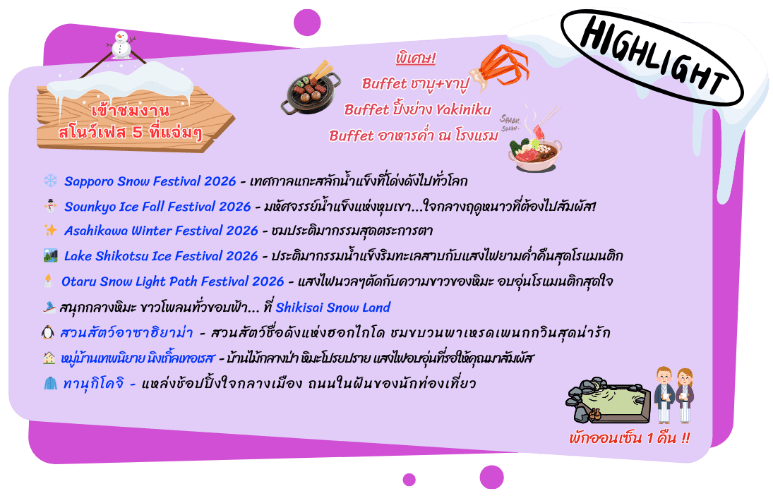 HIGHLIGHT
เข้าชมงาน
สโนว์เฟส 5 ที่แจ่มๆ
พิเศษ!
Buffet ชาบู+ขาปู
Buffet ปิ้งย่าง Yakiniku
Buffet อาหารค่ำ ณ โรงแรม
Sapporo Snow Festival 2026 - เทศกาลแกะสลักน้ำแข็งที่โด่งดังไปทั่วโลก
Sounkyo Ice Fall Festival 2026 - มหัศจรรย์น้ำแข็งแห่งหุบเขา...ใจกลางฤดูหนาวที่ต้องไปสัมผัส!
Asahikawa Winter Festival 2026 - ชมประติมากรรมสุดตระการตา
Lake Shikotsu Ice Festival 2026 - ประติมากรรมน้ำแข็งริมทะเลสาบกับแสงไฟยามค่ำคืนสุดโรแมนติก
Otaru Snow Light Path Festival 2026 - แสงไฟนวลๆตัดกับความขาวของหิมะ อบอุ่นโรแมนติกสุดใจ
สนุกกลางหิมะ ขาวโพลนทั่วขอบฟ้า... ที่ Shikisai Snow Land
สวนสัตว์อาซาฮิยาม่า - สวนสัตว์ชื่อดังแห่งฮอกไกโด ชมขบวนพาเหรดเพนกกวินสุดน่ารัก
หมู่บ้านเทพนิยาย นิงเกิ้ลเทอเรส - บ้านไม้กลางป่า หิมะโปรยปราย แสงไฟอบอุ่นที่รอให้คุณมาสัมผัส
ทานุกิโคจิ - แหล่งช้อปปิ้งใจกลางเมือง ถนนในฝันของนักท่องเที่ยว
พักออนเซ็น 1 คืน !!